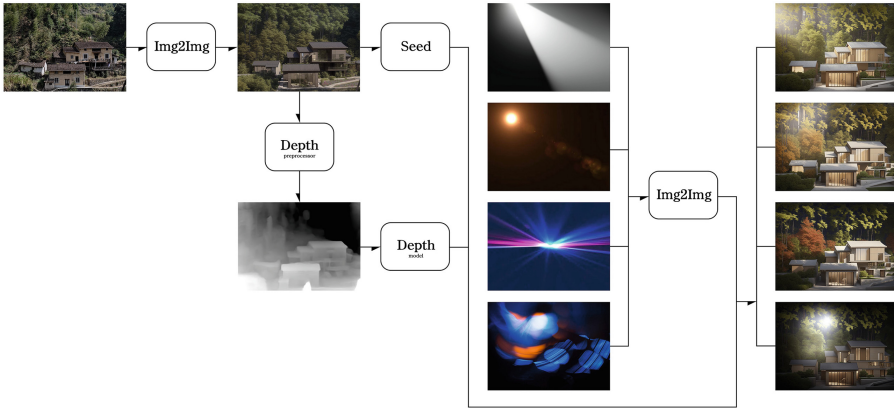 Img2Img
Seed
Depth
preprocessor
Depth
model
Img2Img